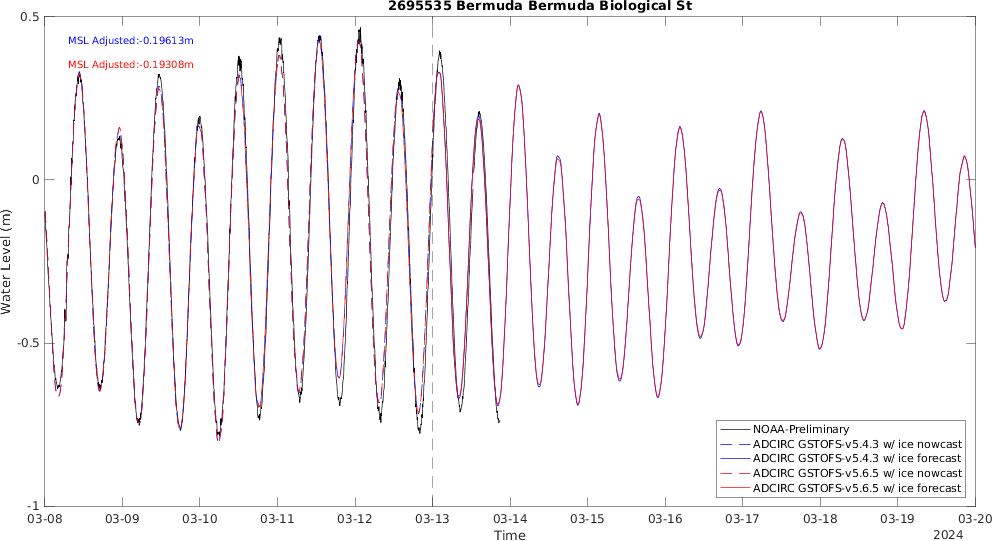 2695535 Bermuda Bermuda Biological St
MSL Adjusted:-0.19613m
MSL Adjusted:-0.19308m
Water Level (m)
0.5
0
-0.5
-1
NOAA-Preliminary
ADCIRC GSTOFS-v5.4.3 w/ ice nowcast
ADCIRC GSTOFS-v5.4.3 w/ ice forecast
ADCIRC GSTOFS-v5.6.5 w/ ice nowcast
ADCIRC GSTOFS-v5.6.5 w/ ice forecast
03-08 03-09 03-10 03-11 03-12 03-13 03-14 03-15 03-16 03-17 03-18 03-19 03-20
Time
2024